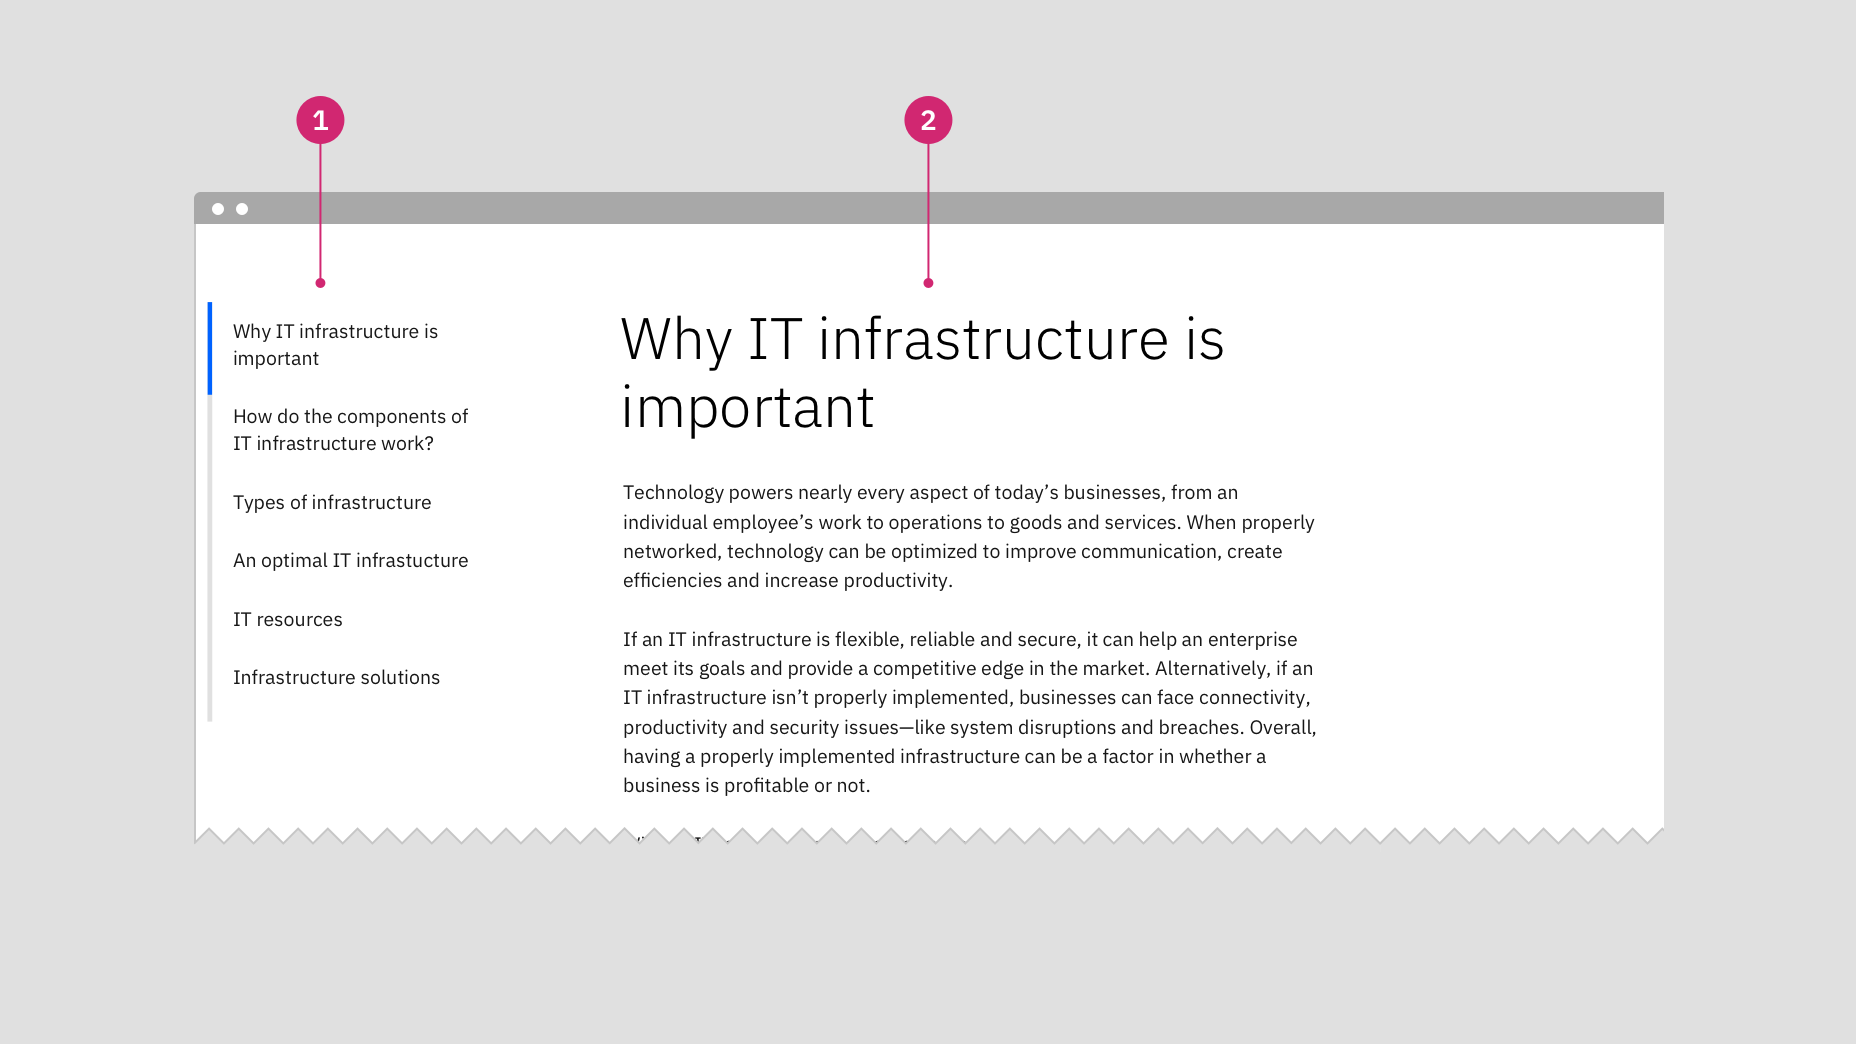 1
2
Why IT infrastructure is
important
How do the components of
IT infrastructure work?
Types of infrastructure
An optimal IT infrastucture
IT resources
Infrastructure solutions
Why IT infrastructure is
important
Technology powers nearly every aspect of today’s businesses, from an
individual employee’s work to operations to goods and services. When properly
networked, technology can be optimized to improve communication, create
efficiencies and increase productivity.
If an IT infrastructure is flexible, reliable and secure, it can help an enterprise
meet its goals and provide a competitive edge in the market. Alternatively, if an
IT infrastructure isn’t properly implemented, businesses can face connectivity,
productivity and security issues—like system disruptions and breaches. Overall,
having a properly implemented infrastructure can be a factor in whether a
business is profitable or not.